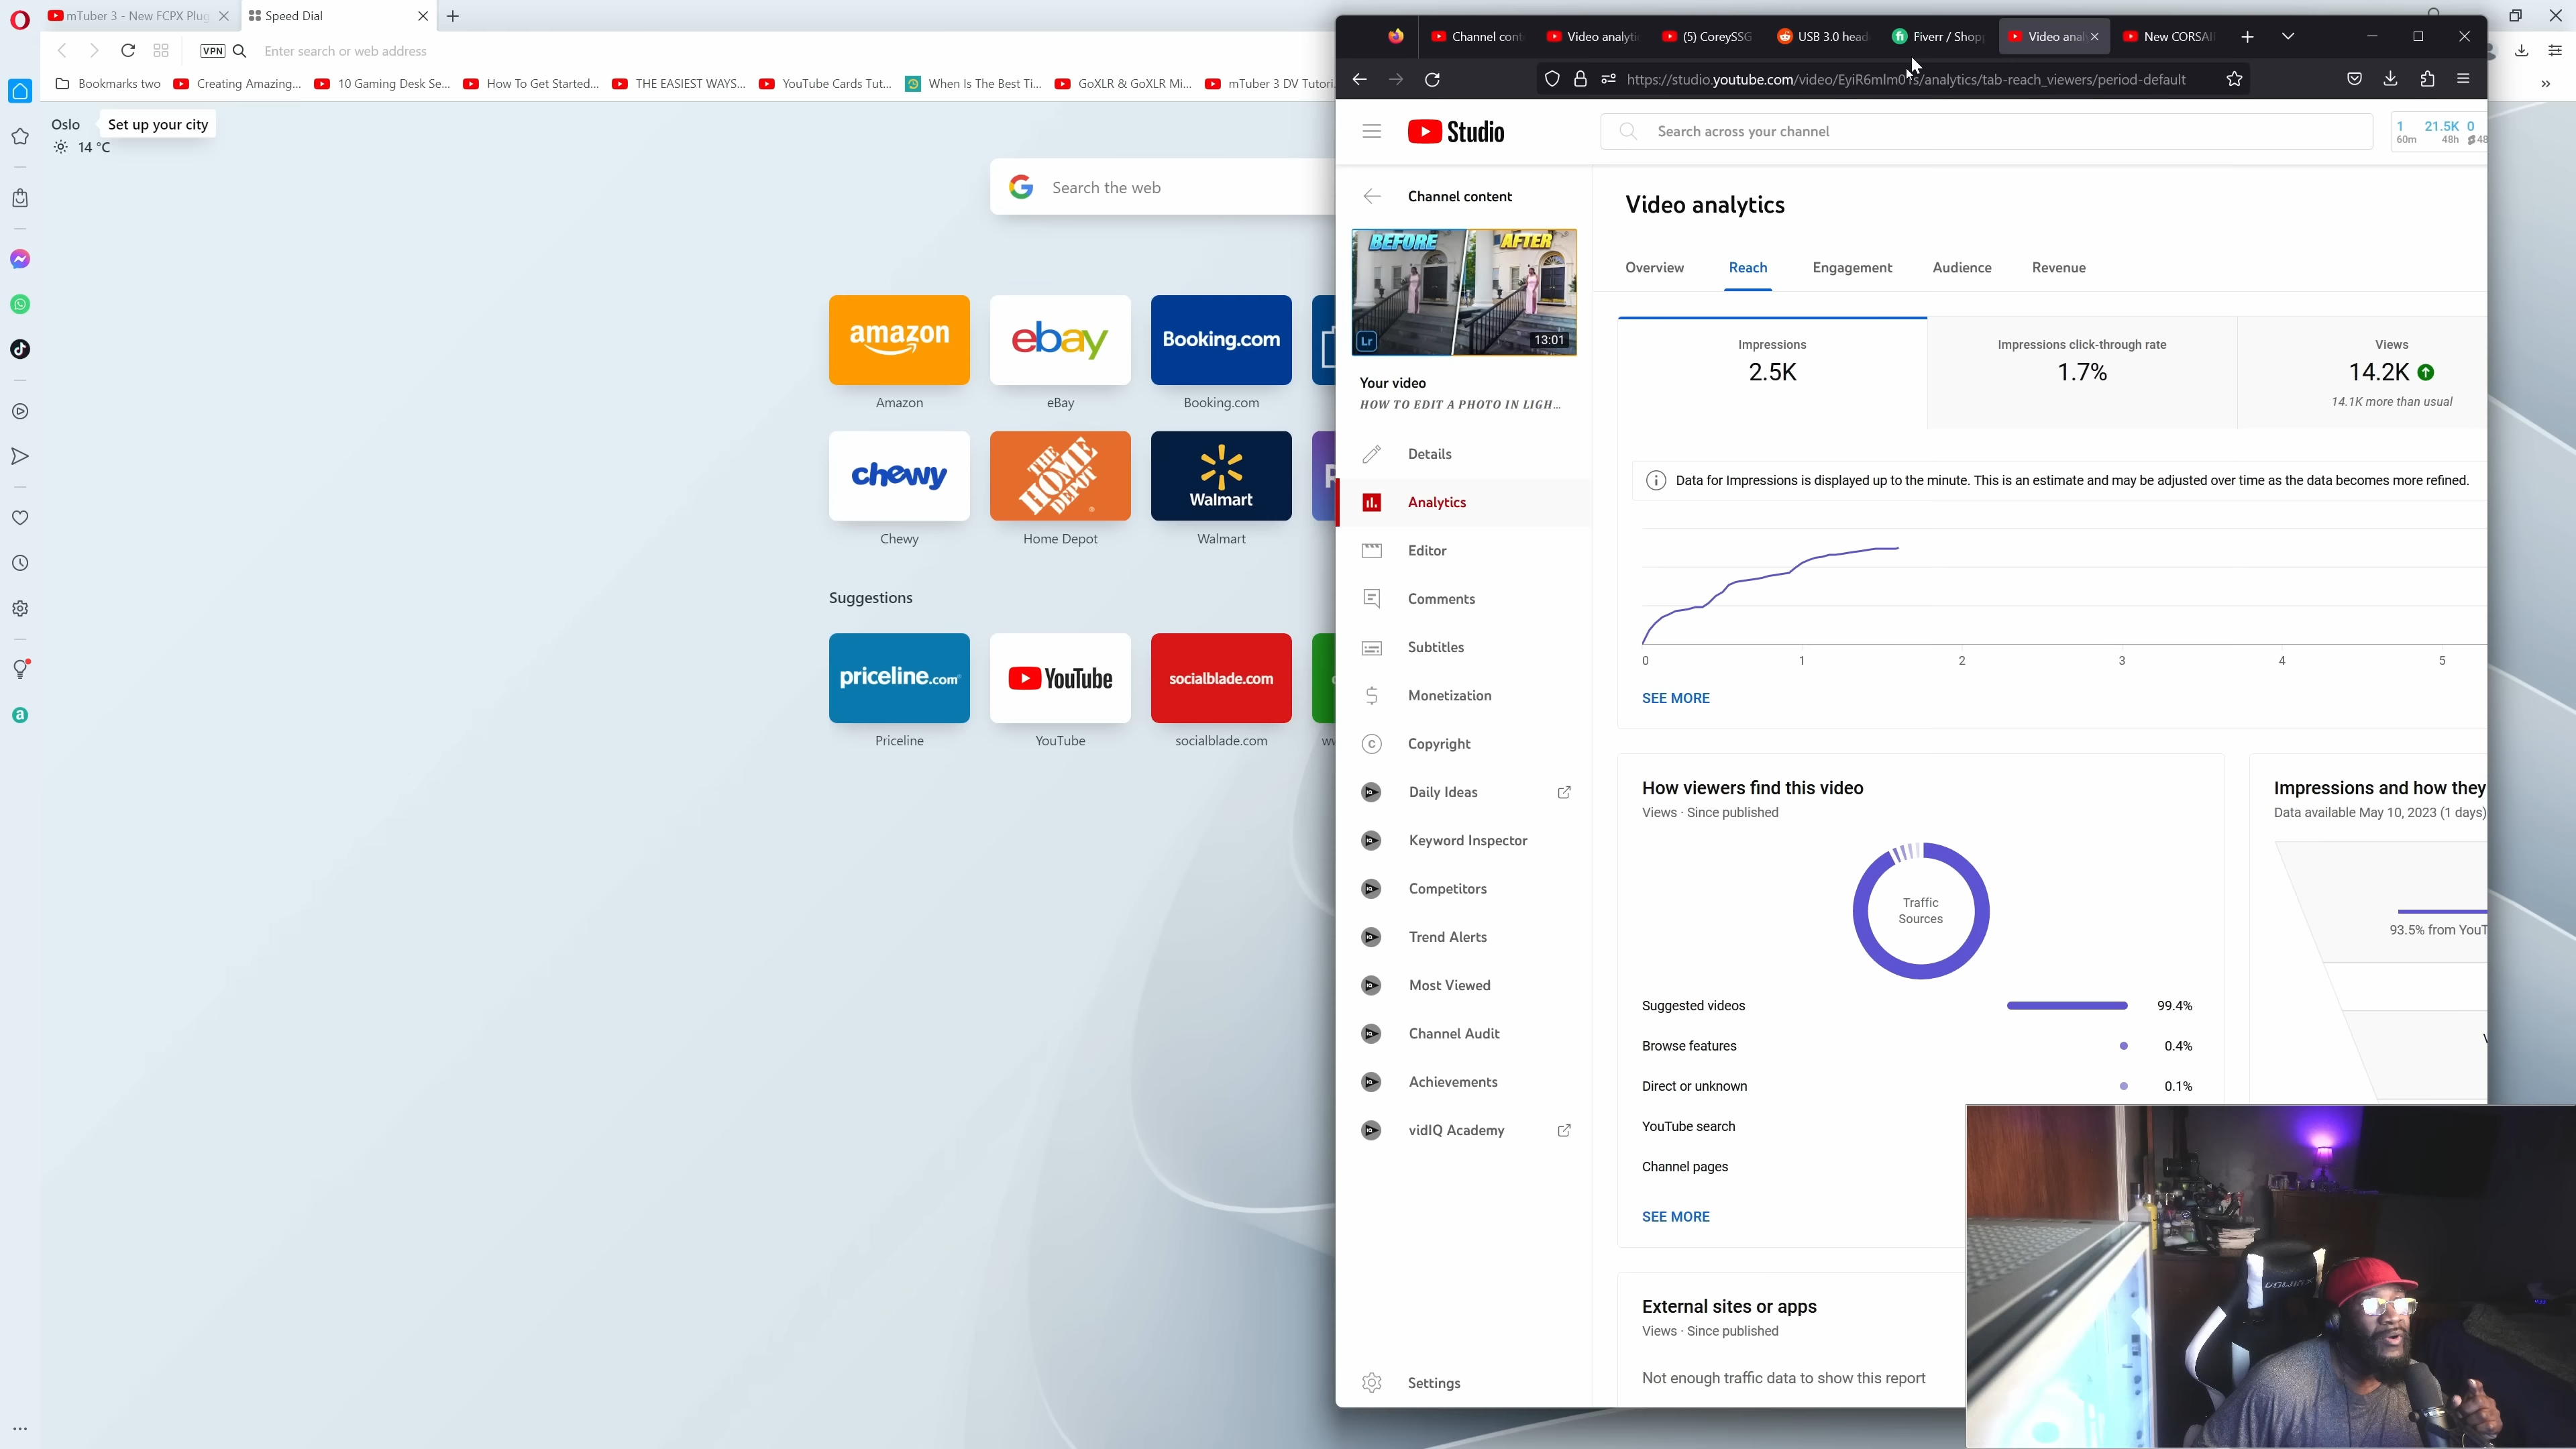 mTuber 3 - New FCPX Plug
Speed Dial
VPN
Enter search or web address
Bookmarks two
Creating Amazing...
10 Gaming Desk Se...
How To Get Started...
THE EASIEST WAYS...
YouTube Cards Tut...
When Is The Best Ti...
GoXLR & GoXLR Mi...
mTuber 3 DV Tutori
Oslo
Set up your city
14 °C
Search the web
amazon
Amazon
ebay
eBay
Booking.com
Booking.com
chewy
Chewy
THE HOME DEPOT
Home Depot
Walmart
Walmart
Suggestions
priceline.com
Priceline
YouTube
YouTube
socialblade.com
socialblade.com
Channel cont
Video analyti
(5) CoreySSG
USB 3.0 head
Fiverr / Shop
Video anal
New CORSAI
https://studio.youtube.com/video/EyiR6mlm01s/analytics/tab-reach_viewers/period-default
Studio
Search across your channel
1 21.5K 0
60m 48h 48
Channel content
BEFORE AFTER
Lr
13:01
Your video
HOW TO EDIT A PHOTO IN LIGH...
Details
Analytics
Editor
Comments
Subtitles
Monetization
Copyright
Daily Ideas
Keyword Inspector
Competitors
Trend Alerts
Most Viewed
Channel Audit
Achievements
vidIQ Academy
Settings
Video analytics
Overview
Reach
Engagement
Audience
Revenue
Impressions
2.5K
Impressions click-through rate
1.7%
Views
14.2K
14.1K more than usual
Data for Impressions is displayed up to the minute. This is an estimate and may be adjusted over time as the data becomes more refined.
0 1 2 3 4 5
SEE MORE
How viewers find this video
Views · Since published
Traffic
Sources
Suggested videos 99.4%
Browse features 0.4%
Direct or unknown 0.1%
YouTube search
Channel pages
SEE MORE
Impressions and how they
Data available May 10, 2023 (1 days)
93.5% from YouT
External sites or apps
Views · Since published
Not enough traffic data to show this report